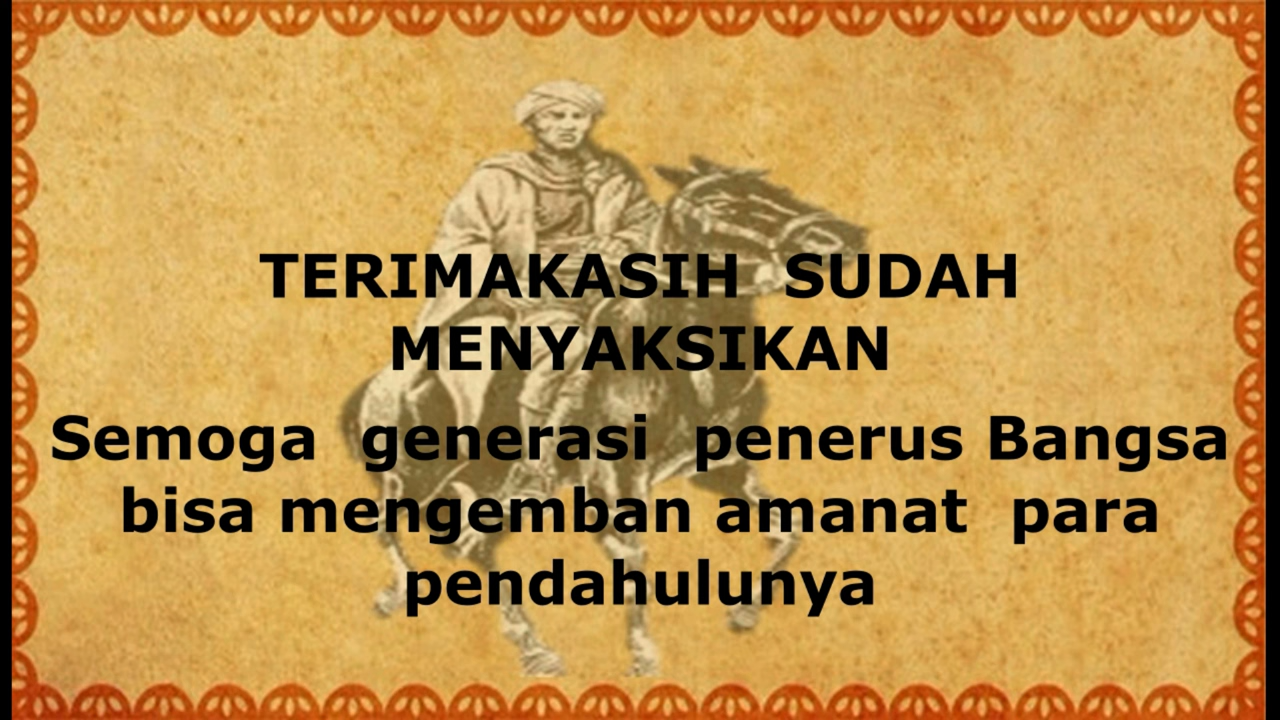 TERIMAKASIH SUDAH
MENYAKSIKAN
Semoga generasi penerus Bangsa
bisa mengemban amanat para
pendahulunya